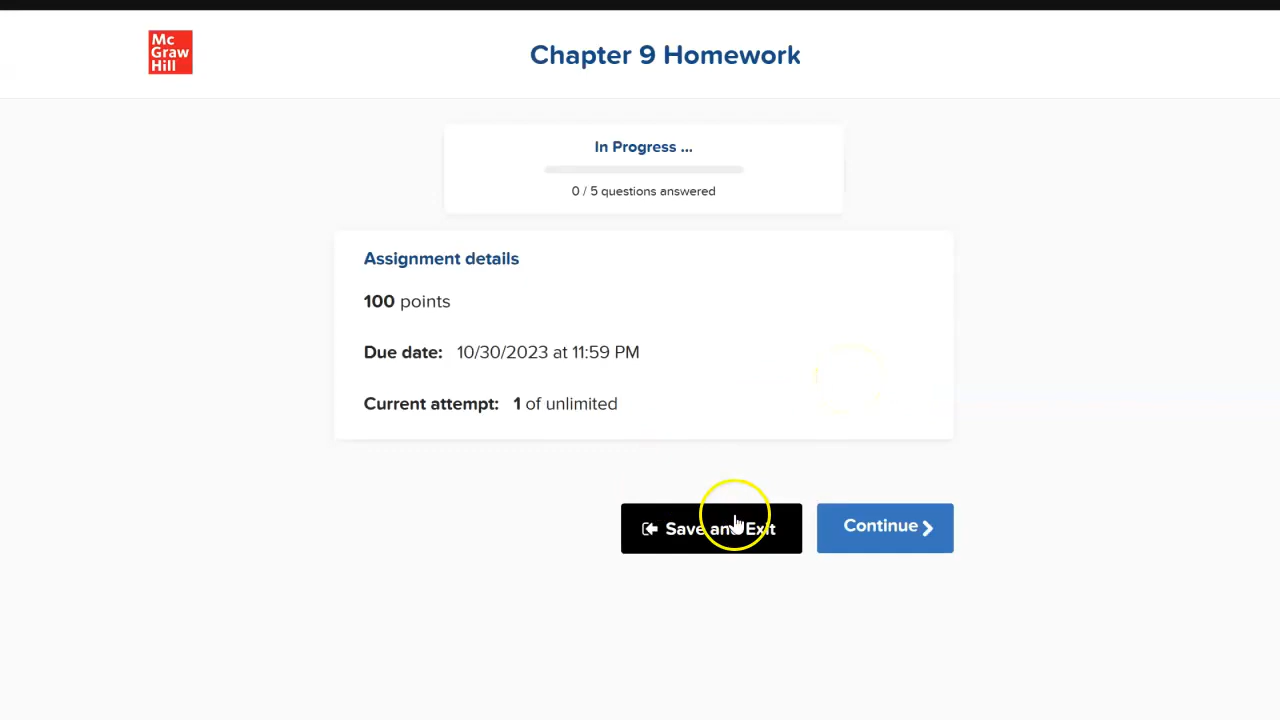 Mc
Graw
Hill
Chapter 9 Homework
In Progress ...
0 / 5 questions answered
Assignment details
100 points
Due date: 10/30/2023 at 11:59 PM
Current attempt: 1 of unlimited
Save and Exit
Continue